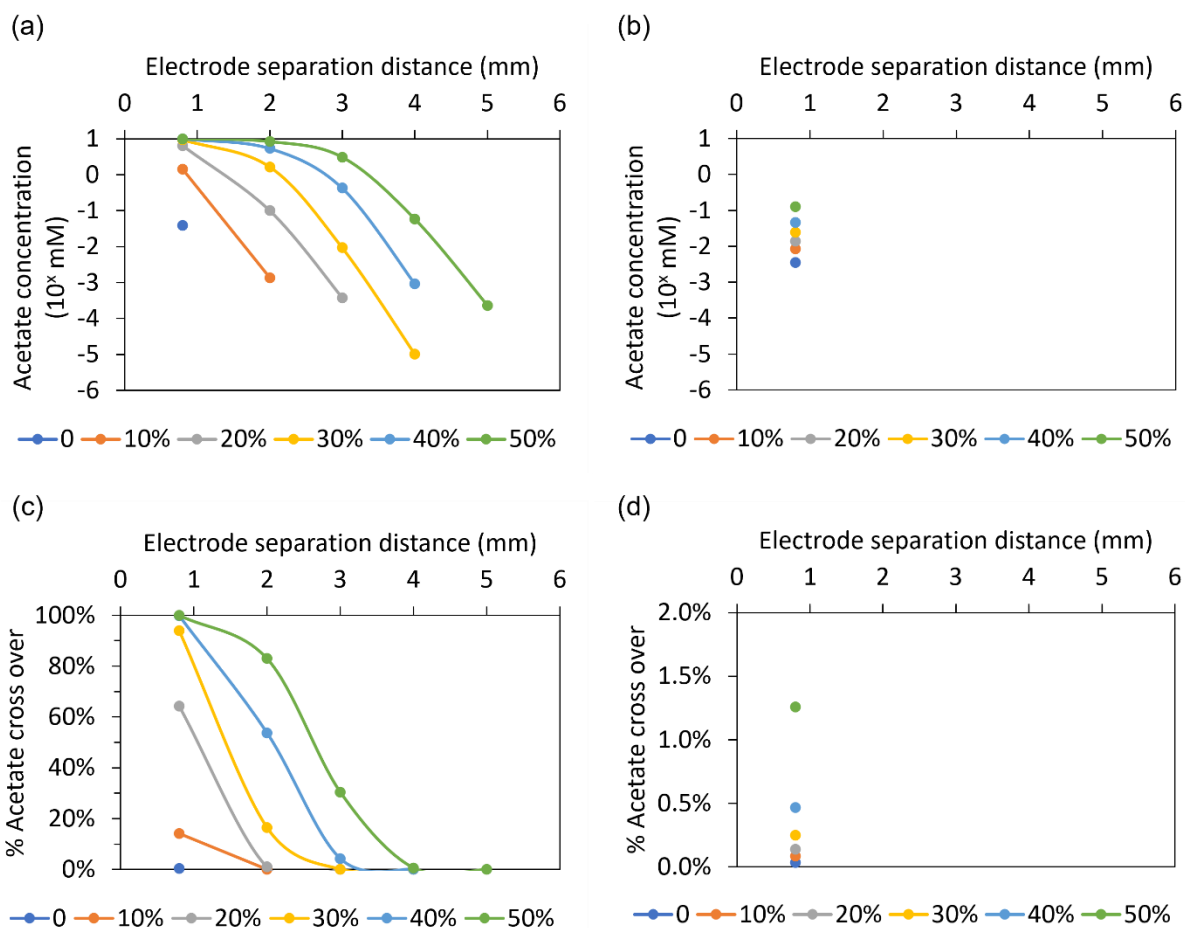 (a)
Electrode separation distance (mm)
0 1 2 3 4 5 6
Acetate concentration
(10ˣ mM)
1
0
-1
-2
-3
-4
-5
-6
0 10% 20% 30% 40% 50%
(b)
Electrode separation distance (mm)
0 1 2 3 4 5 6
Acetate concentration
(10ˣ mM)
1
0
-1
-2
-3
-4
-5
-6
0 10% 20% 30% 40% 50%
(c)
Electrode separation distance (mm)
0 1 2 3 4 5 6
% Acetate cross over
100%
80%
60%
40%
20%
0%
0 10% 20% 30% 40% 50%
(d)
Electrode separation distance (mm)
0 1 2 3 4 5 6
% Acetate cross over
2.0%
1.5%
1.0%
0.5%
0.0%
0 10% 20% 30% 40% 50%